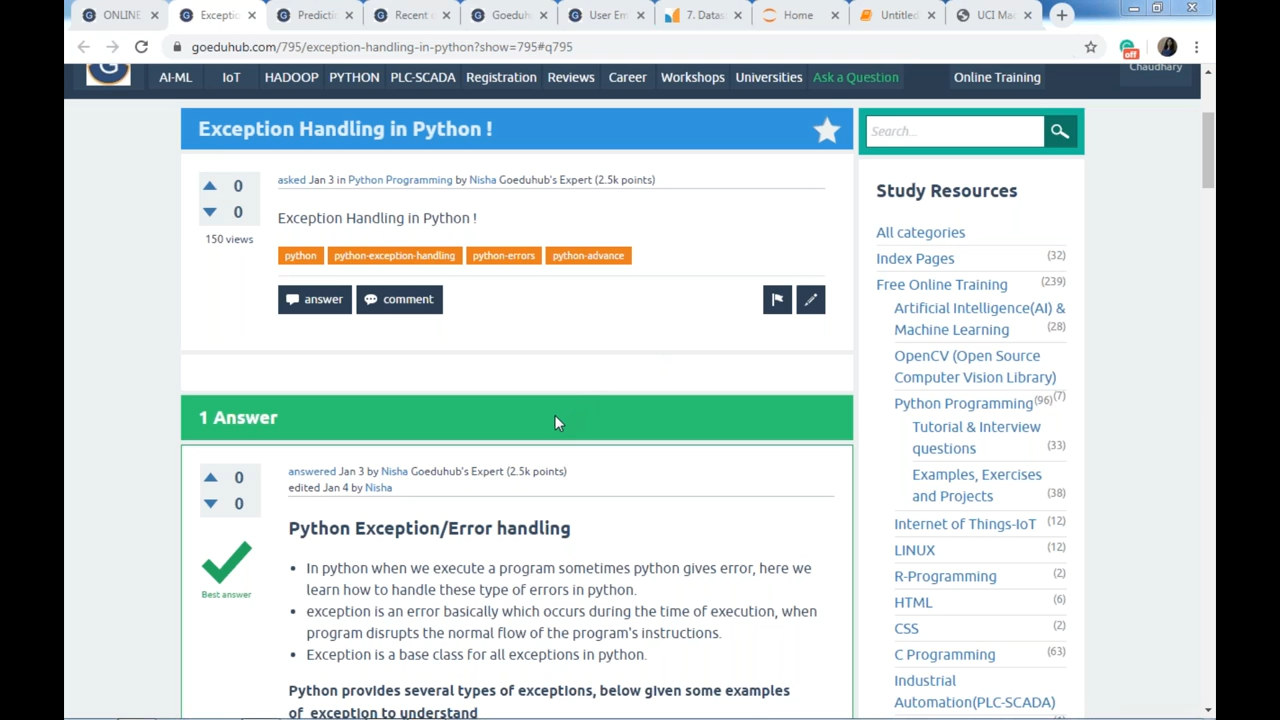 ONLINE
Excepti
Predicti
Recent
Goeduh
User Em
7. Datas
Home
Untitled
UCI Ma
goeduhub.com/795/exception-handling-in-python?show=795#q795
off
G
AI-ML IoT HADOOP PYTHON PLC-SCADA Registration Reviews Career Workshops Universities Ask a Question Online Training
Chaudhary
Exception Handling in Python !
0
0
150 views
asked Jan 3 in Python Programming by Nisha Goeduhub's Expert (2.5k points)
Exception Handling in Python !
python python-exception-handling python-errors python-advance
answer comment
1 Answer
0
0
Best answer
answered Jan 3 by Nisha Goeduhub's Expert (2.5k points)
edited Jan 4 by Nisha
Python Exception/Error handling
• In python when we execute a program sometimes python gives error, here we
learn how to handle these type of errors in python.
• exception is an error basically which occurs during the time of execution, when
program disrupts the normal flow of the program's instructions.
• Exception is a base class for all exceptions in python.
Python provides several types of exceptions, below given some examples
of exception to understand
Search...
Study Resources
All categories
Index Pages (32)
Free Online Training (239)
Artificial Intelligence(AI) &
Machine Learning (28)
OpenCV (Open Source
Computer Vision Library) (7)
Python Programming (96)
Tutorial & Interview
questions (33)
Examples, Exercises
and Projects (38)
Internet of Things-IoT (12)
LINUX (12)
R-Programming (2)
HTML (6)
CSS (2)
C Programming (63)
Industrial
Automation(PLC-SCADA)